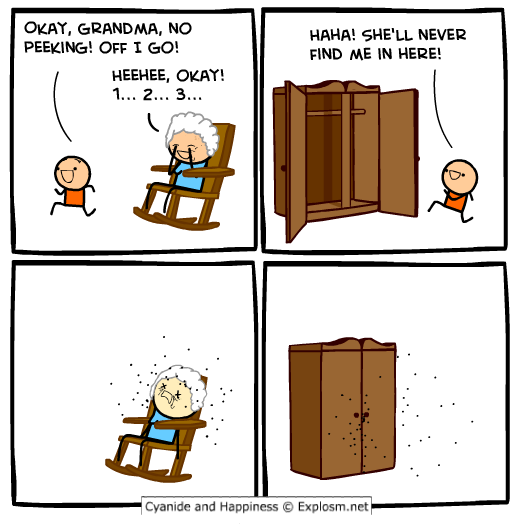 OKAY, GRANDMA, NO
PEEKING! OFF I GO!
HEEHEE, OKAY!
1... 2... 3...
HAHA! SHE'LL NEVER
FIND ME IN HERE!
Cyanide and Happiness © Explosm.net